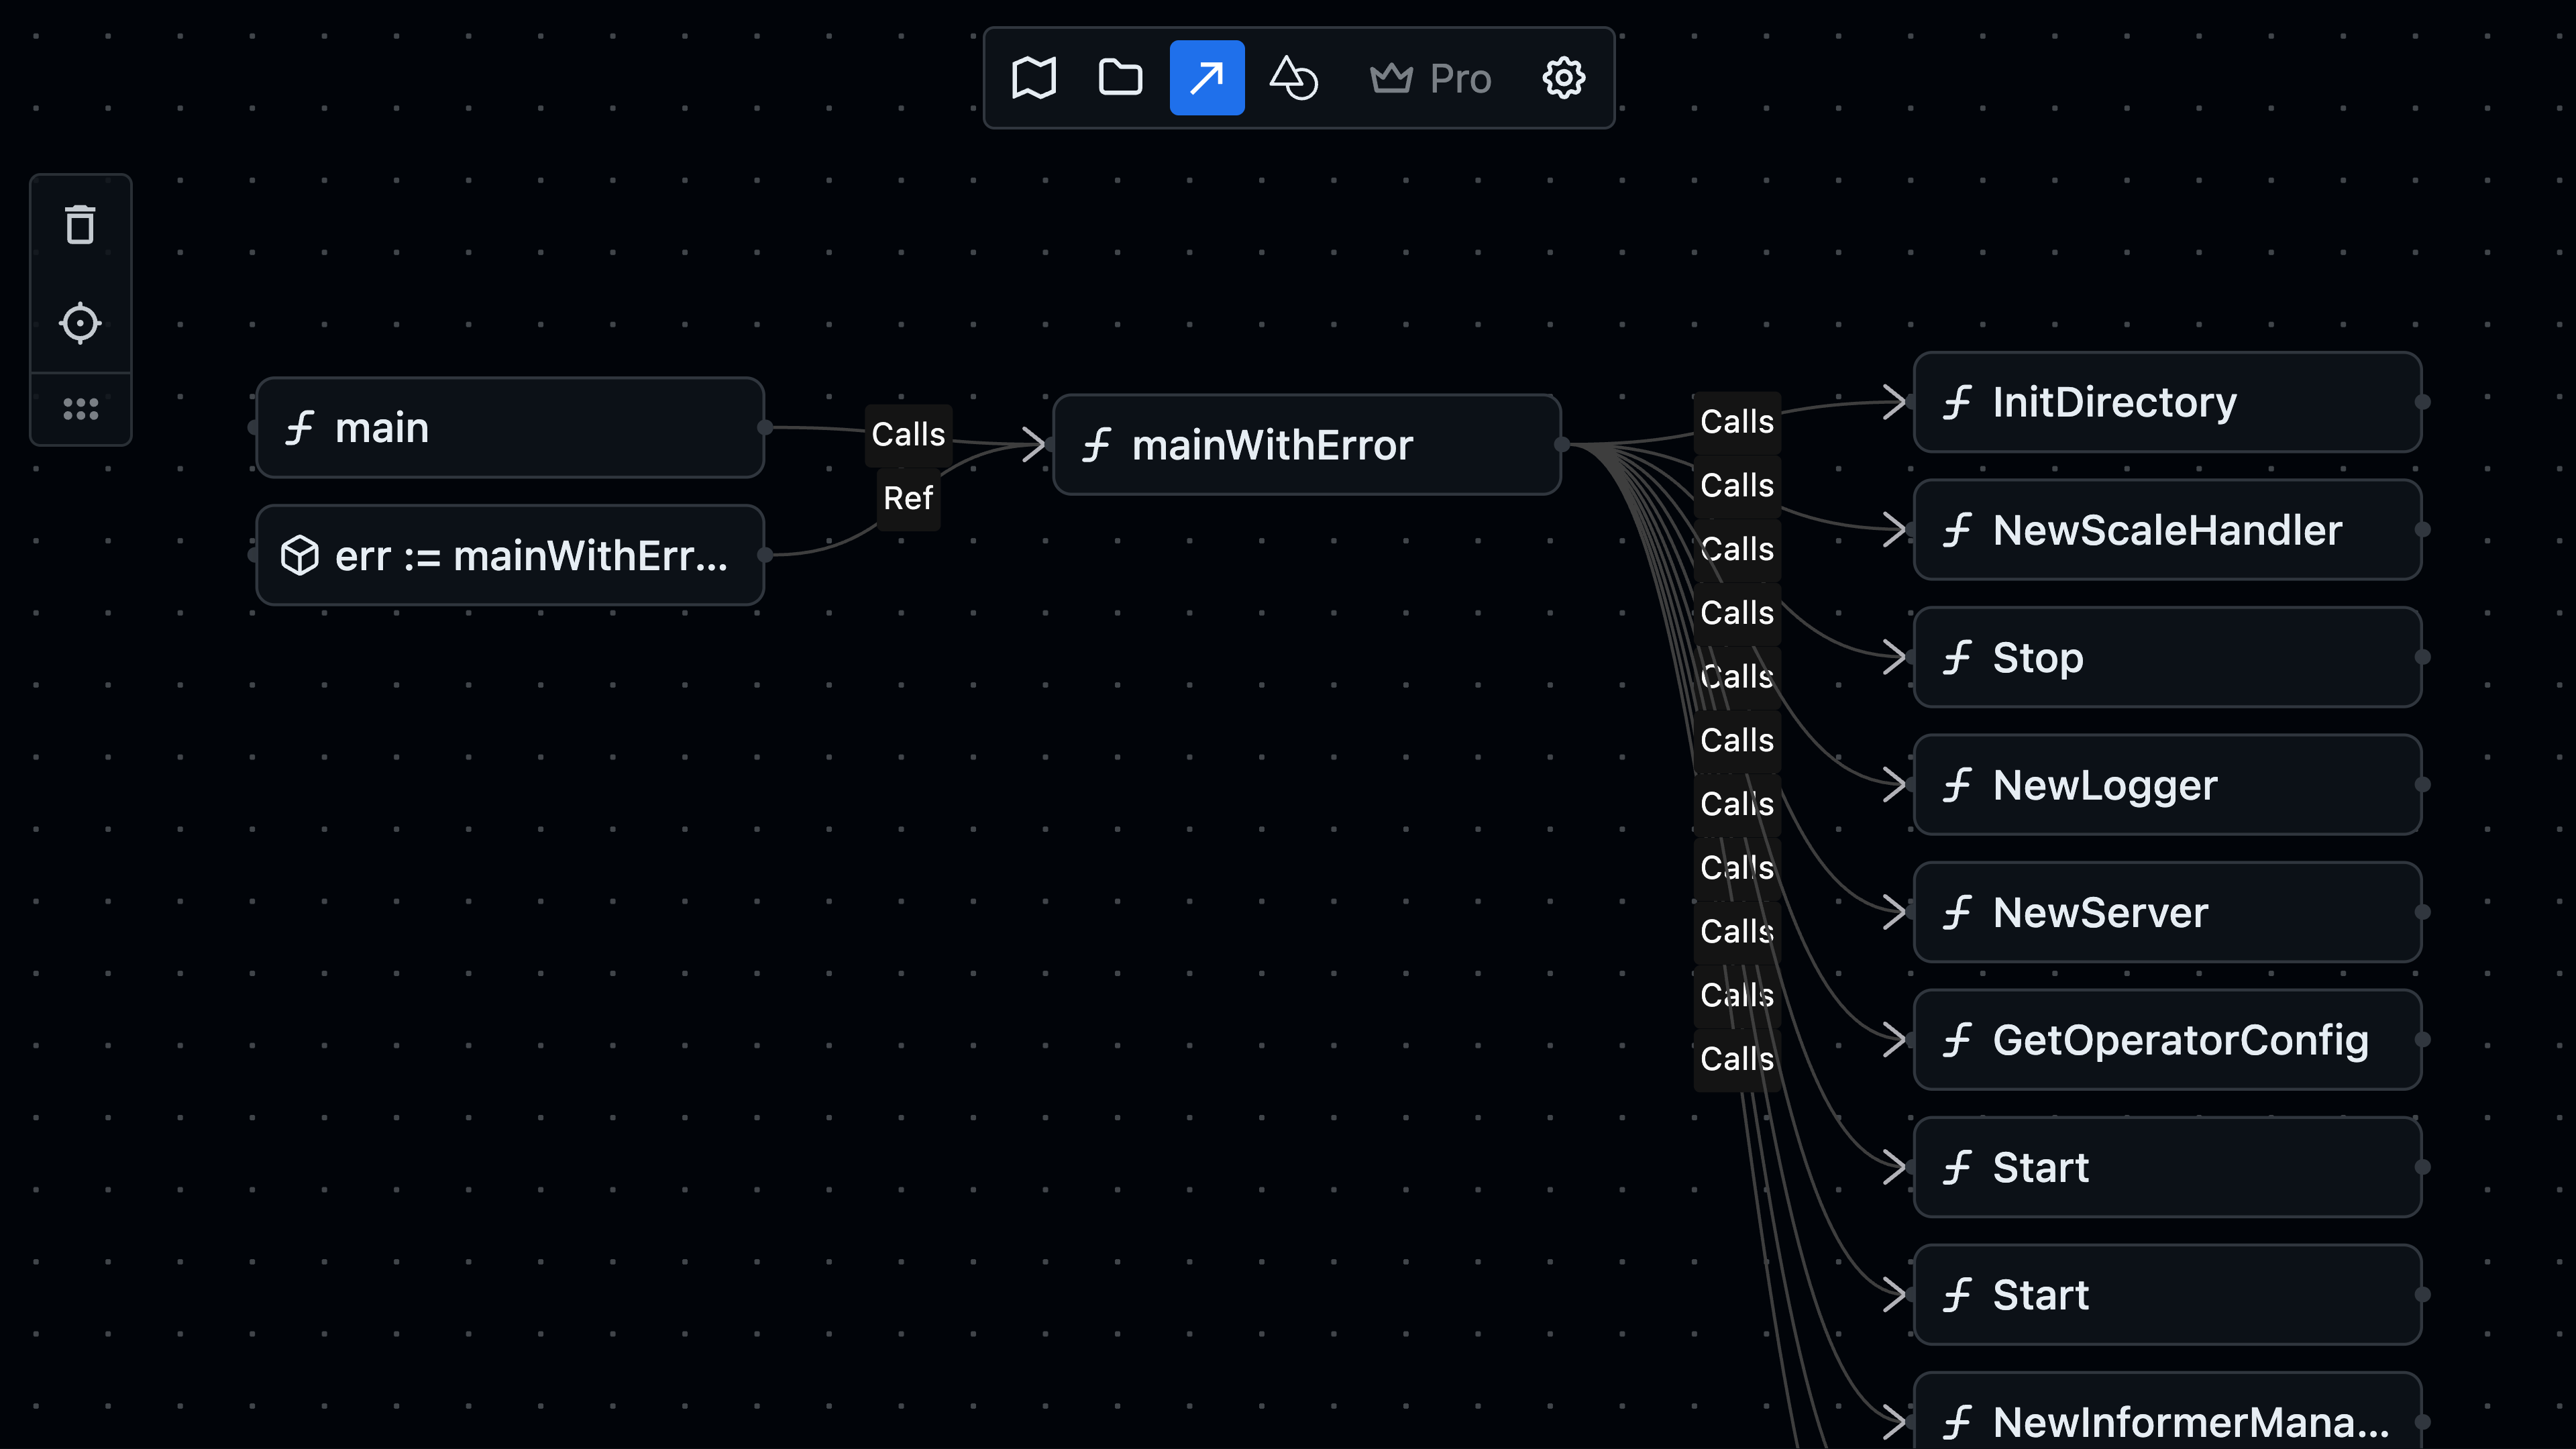 Pro
main
err := mainWithErr...
Calls
Ref
mainWithError
Calls
Calls
Calls
Calls
Calls
Calls
Calls
Calls
Calls
Calls
Calls
InitDirectory
NewScaleHandler
Stop
NewLogger
NewServer
GetOperatorConfig
Start
Start
NewInformerMana...